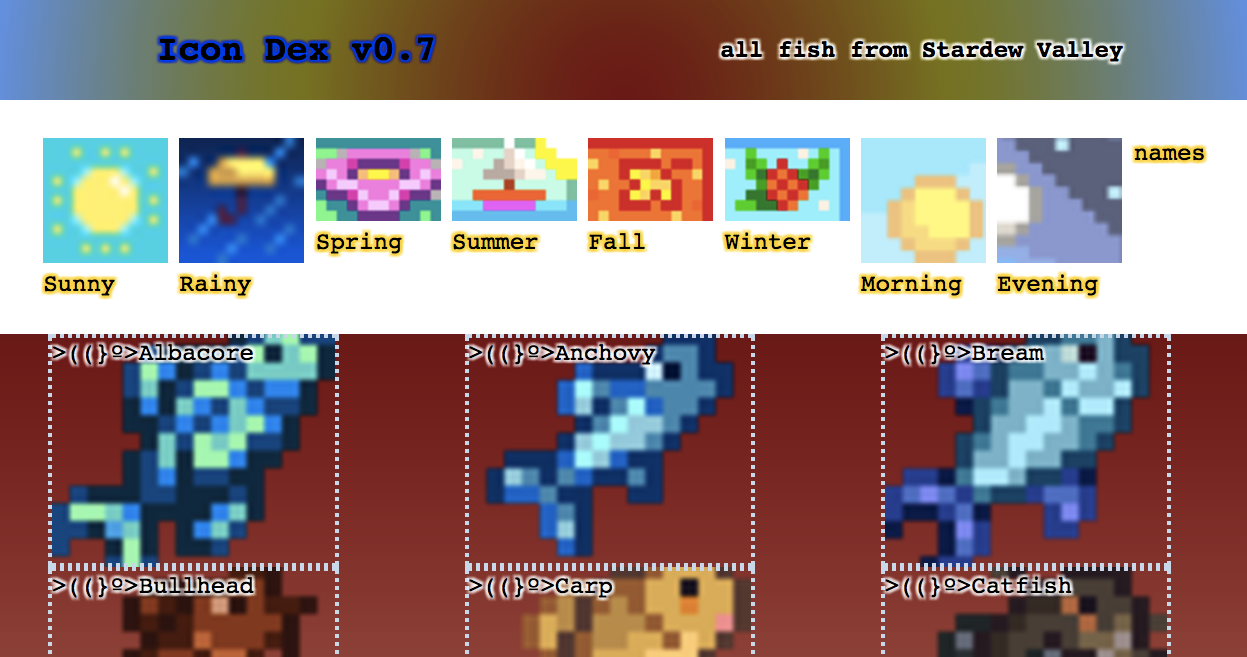 Icon Dex v0.7
all fish from Stardew Valley
names
Spring
Summer
Fall
Winter
Sunny
Rainy
Morning
Evening
>((}º>Albacore
>((}º>Anchovy
>((}º>Bream
>((}º>Bullhead
>((}º>Carp
>((}º>Catfish